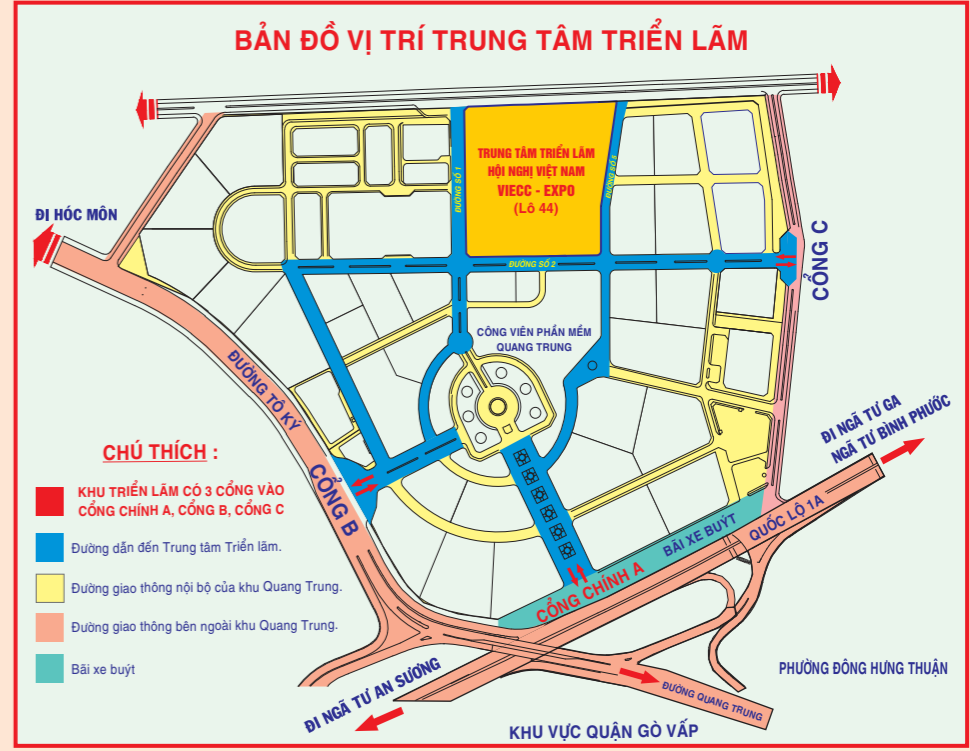 BẢN ĐỒ VỊ TRÍ TRUNG TÂM TRIỂN LÃM
TRUNG TÂM TRIỂN LÃM
HỘI NGHỊ VIỆT NAM
VIECC - EXPO
(Lô 44)
ĐƯỜNG SỐ 1
ĐƯỜNG SỐ 5
ĐƯỜNG SỐ 2
ĐI HÓC MÔN
CỔNG C
CÔNG VIÊN PHẦN MỀM
QUANG TRUNG
ĐƯỜNG TÔ KÝ
ĐI NGÃ TƯ GA
NGÃ TƯ BÌNH PHƯỚC
CHÚ THÍCH :
KHU TRIỂN LÃM CÓ 3 CỔNG VÀO
CỔNG CHÍNH A, CỔNG B, CỔNG C
Đường dẫn đến Trung tâm Triển lãm.
Đường giao thông nội bộ của khu Quang Trung.
Đường giao thông bên ngoài khu Quang Trung.
Bãi xe buýt
CỔNG B
BÃI XE BUÝT
QUỐC LỘ 1A
CỔNG CHÍNH A
ĐI NGÃ TƯ AN SƯƠNG
ĐƯỜNG QUANG TRUNG
PHƯỜNG ĐÔNG HƯNG THUẬN
KHU VỰC QUẬN GÒ VẤP